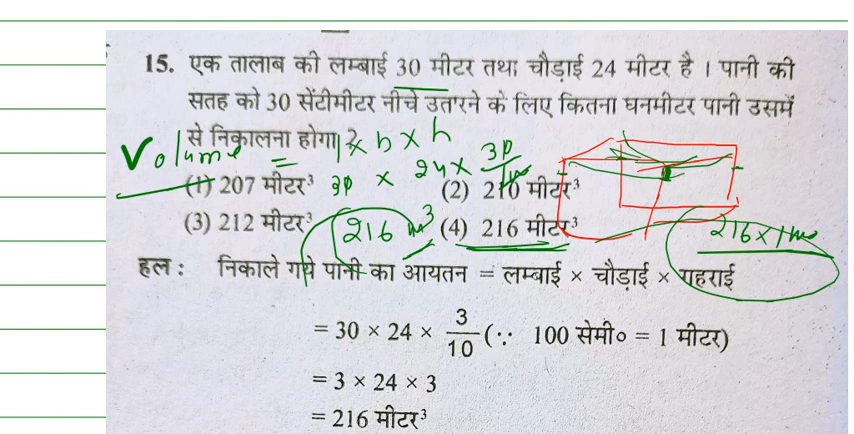 15. एक तालाब की लम्बाई 30 मीटर तथा चौड़ाई 24 मीटर है । पानी की
सतह को 30 सेंटीमीटर नीचे उतारने के लिए कितना घनमीटर पानी उसमें
से निकालना होगा ?
Volume = l × b × h
30 × 24 × 30/100
(1) 207 मीटर³ (2) 210 मीटर³
(3) 212 मीटर³ (4) 216 मीटर³
216 m³
216 × 1
हल : निकाले गये पानी का आयतन = लम्बाई × चौड़ाई × गहराई
= 30 × 24 × 3/10 (∵ 100 सेमी० = 1 मीटर)
= 3 × 24 × 3
= 216 मीटर³